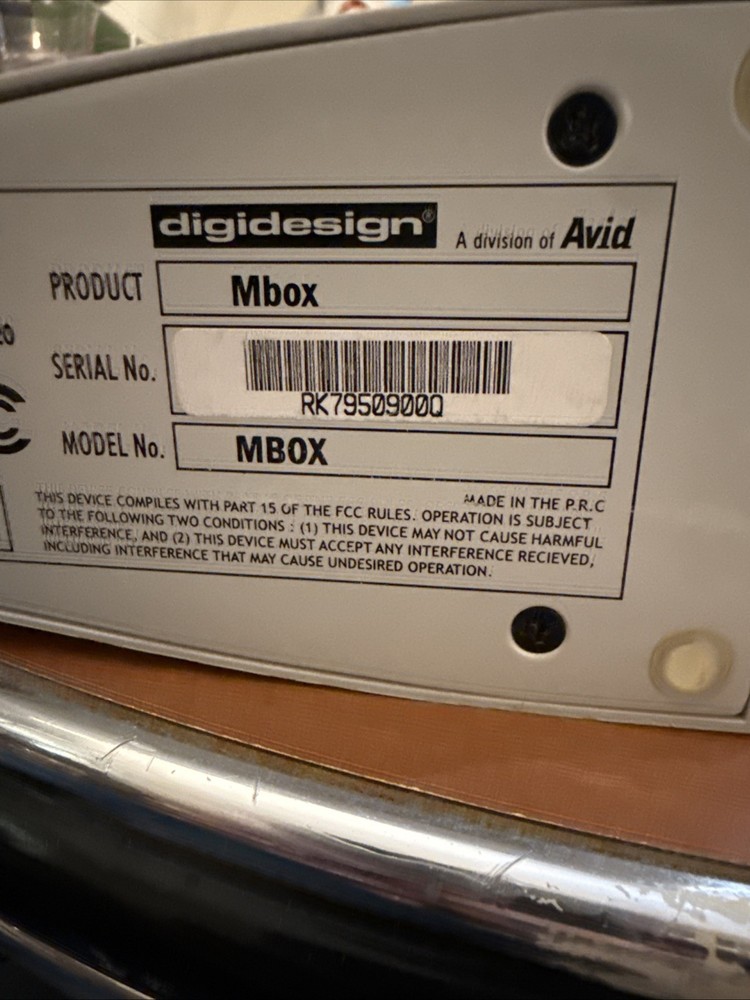 digidesign® A division of Avid
PRODUCT Mbox
SERIAL No. RK7950900Q
MODEL No. MBOX
MADE IN THE P.R.C
THIS DEVICE COMPILES WITH PART 15 OF THE FCC RULES. OPERATION IS SUBJECT
TO THE FOLLOWING TWO CONDITIONS : (1) THIS DEVICE MAY NOT CAUSE HARMFUL
INTERFERENCE, AND (2) THIS DEVICE MUST ACCEPT ANY INTERFERENCE RECIEVED,
INCLUDING INTERFERENCE THAT MAY CAUSE UNDESIRED OPERATION.